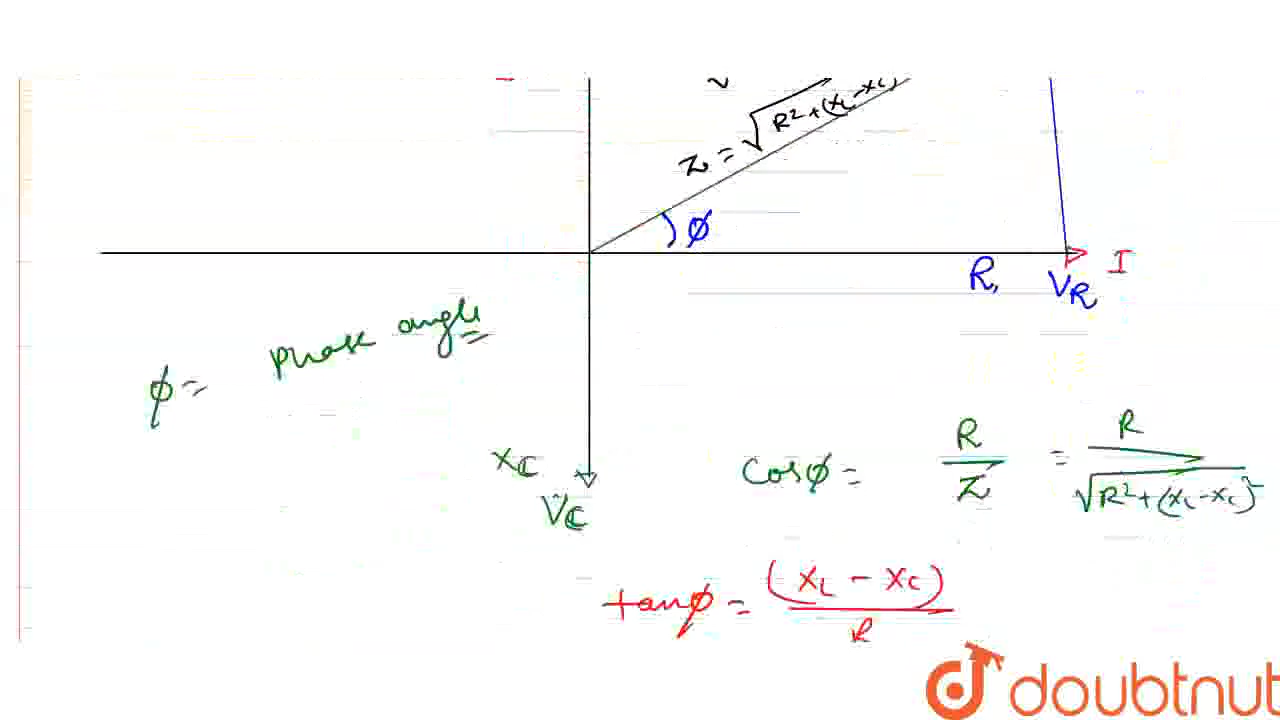 V
Z = √R² + (XL - XC)
ϕ
I
R, VR
ϕ = Phase angle
XC
VC
cosϕ = R/Z = R/√R² + (XL - XC)²
tanϕ = (XL - XC)/R
doubtnut